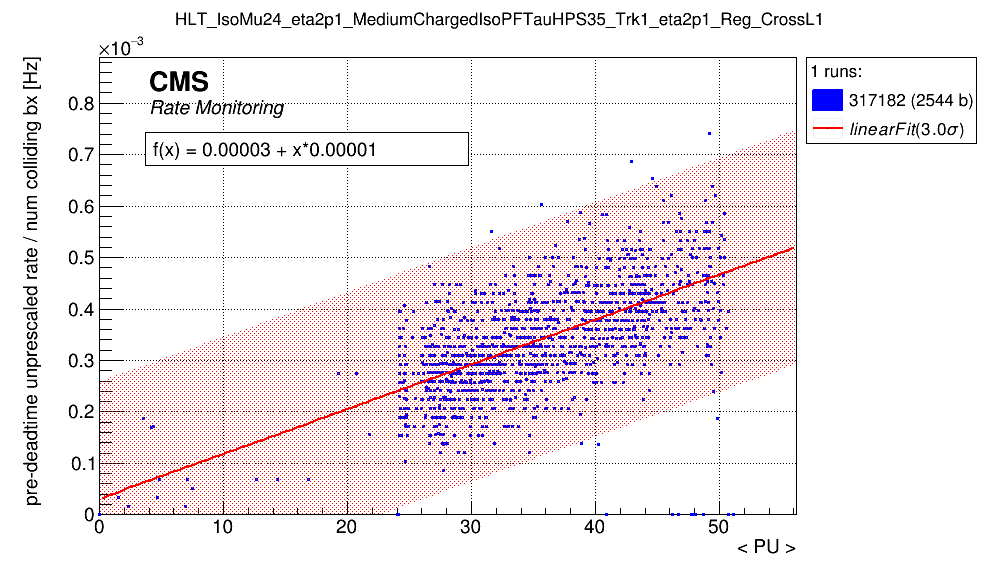 HLT_IsoMu24_eta2p1_MediumChargedIsoPFTauHPS35_Trk1_eta2p1_Reg_CrossL1
×10⁻³
pre-deadtime unprescaled rate / num colliding bx [Hz]
CMS
Rate Monitoring
f(x) = 0.00003 + x*0.00001
1 runs:
317182 (2544 b)
linearFit(3.0σ)
0.8
0.7
0.6
0.5
0.4
0.3
0.2
0.1
0
0 10 20 30 40 50
< PU >